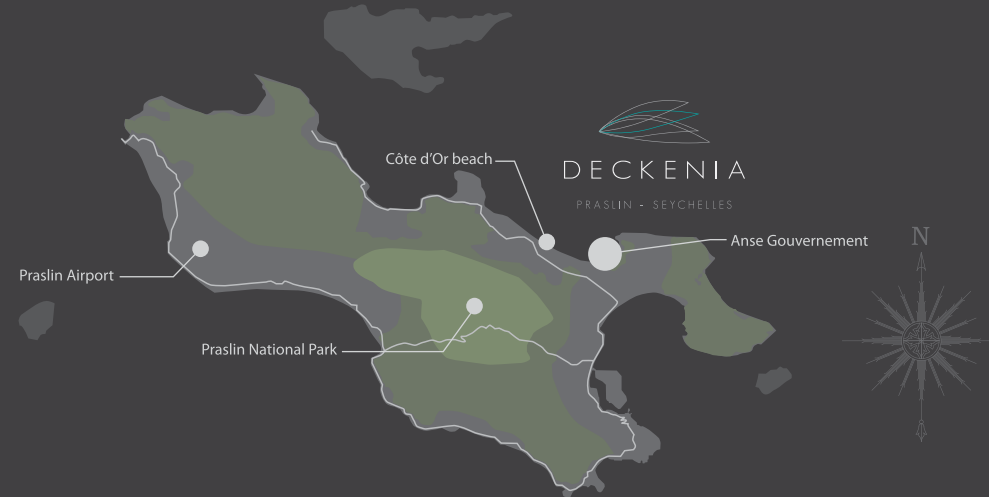 Côte d'Or beach
DECKENIA
PRASLIN - SEYCHELLES
Anse Gouvernement
N
Praslin Airport
Praslin National Park